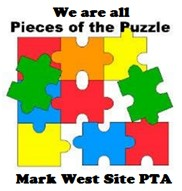 We are all
Pieces of the Puzzle
Mark West Site PTA